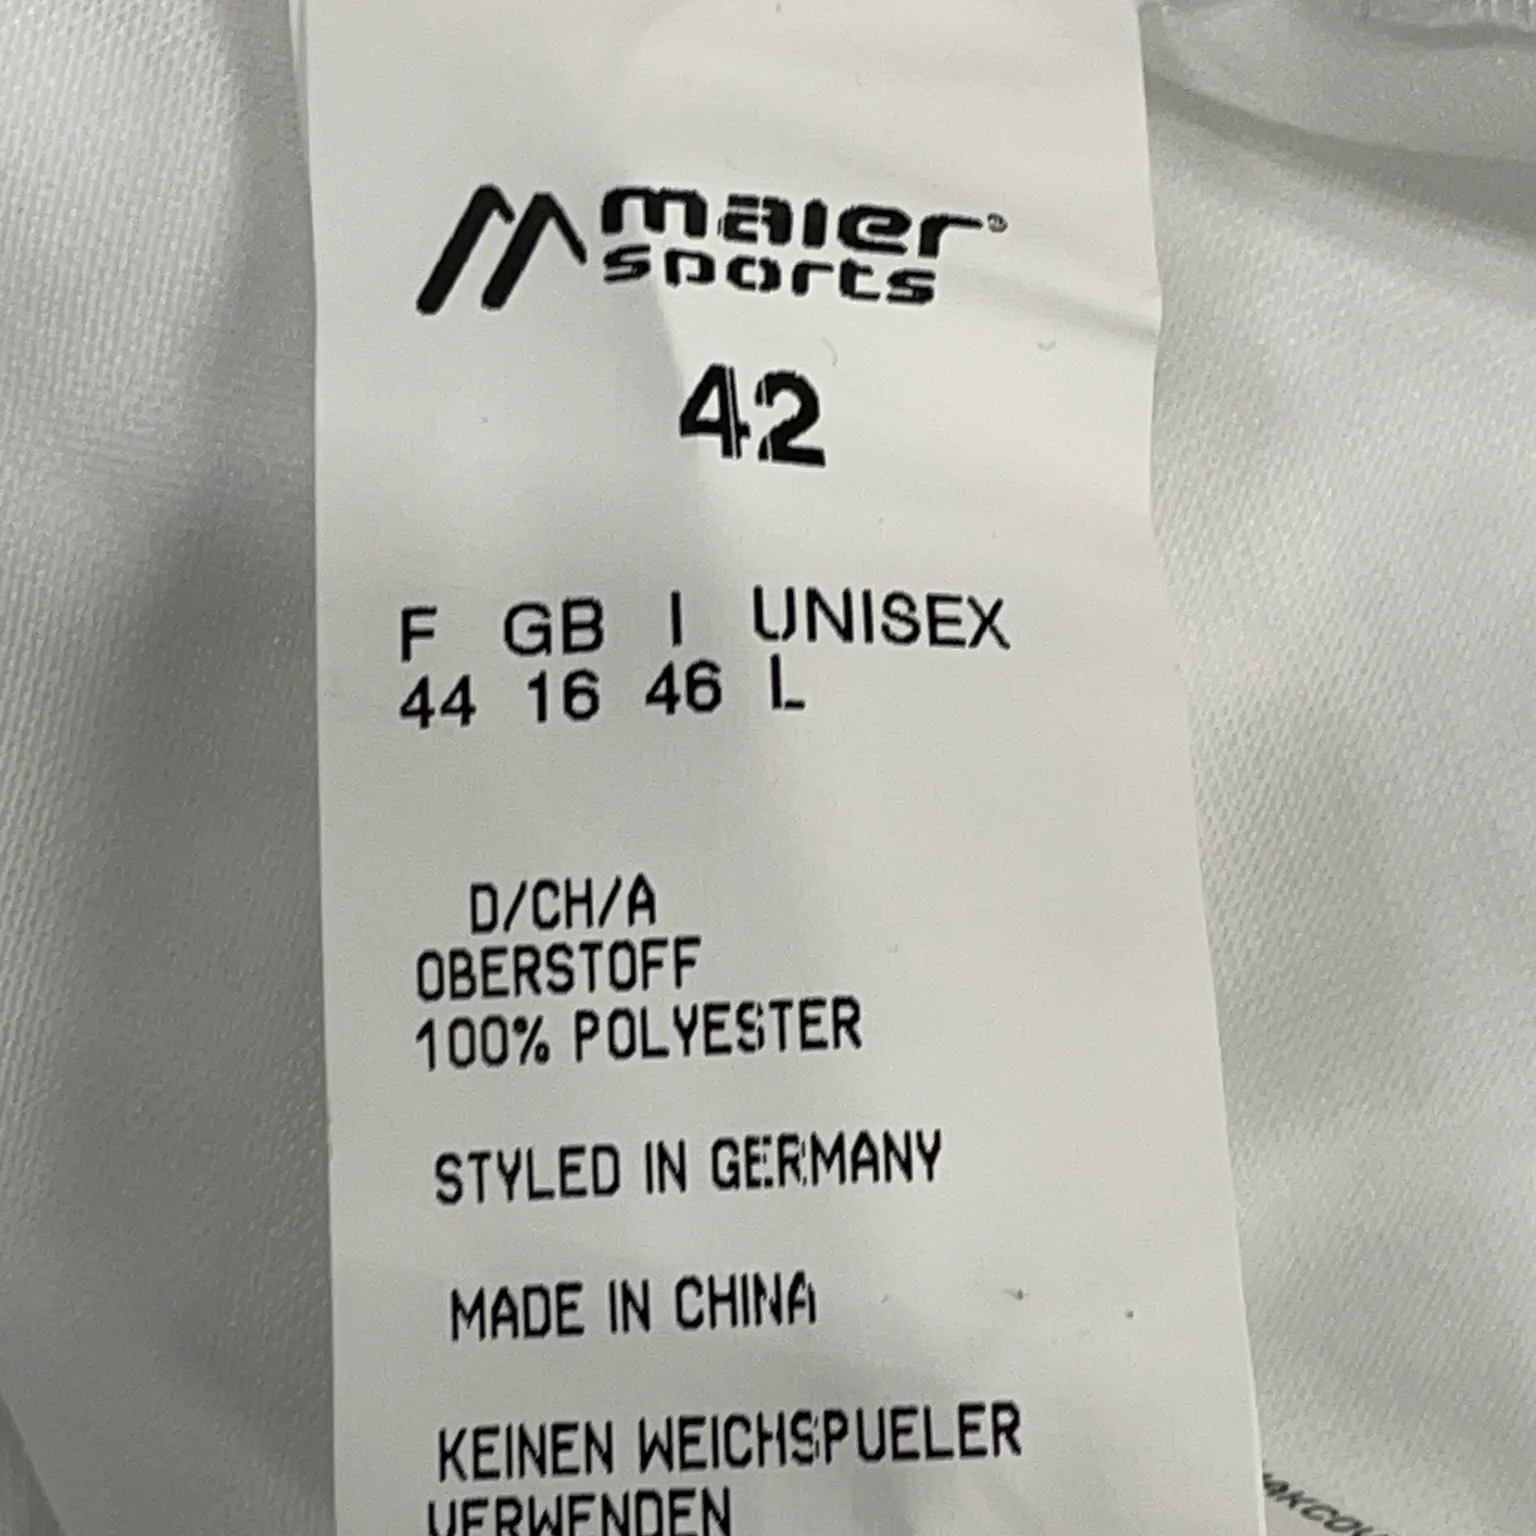 maier®
sports
42
F GB I UNISEX
44 16 46 L
D/CH/A
OBERSTOFF
100% POLYESTER
STYLED IN GERMANY
MADE IN CHINA
KEINEN WEICHSPUELER
VERWENDEN